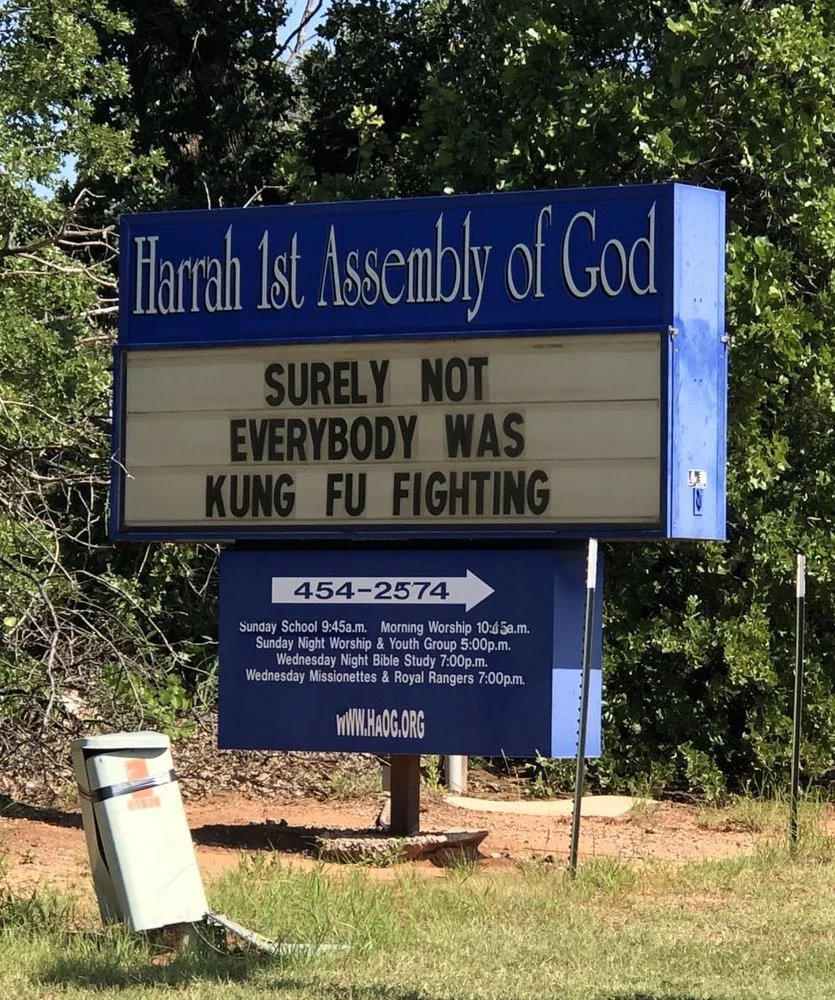 Harrah 1st Assembly of God
SURELY NOT
EVERYBODY WAS
KUNG FU FIGHTING
454-2574
Sunday School 9:45a.m. Morning Worship 10:45a.m.
Sunday Night Worship & Youth Group 5:00p.m.
Wednesday Night Bible Study 7:00p.m.
Wednesday Missionettes & Royal Rangers 7:00p.m.
WWW.HAOG.ORG